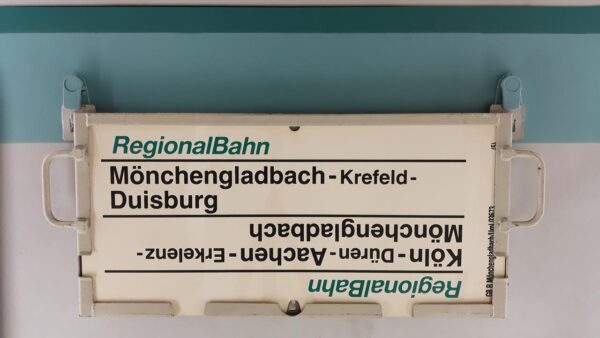 RegionalBahn
Mönchengladbach - Krefeld -
Duisburg
RegionalBahn
Köln - Düren - Aachen - Erkelenz -
Mönchengladbach